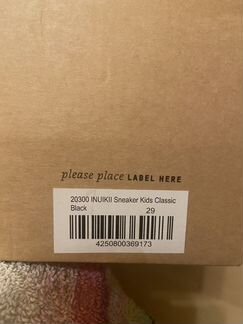 please place LABEL HERE
20300 INUIKII Sneaker Kids Classic
Black 29
4250800369173